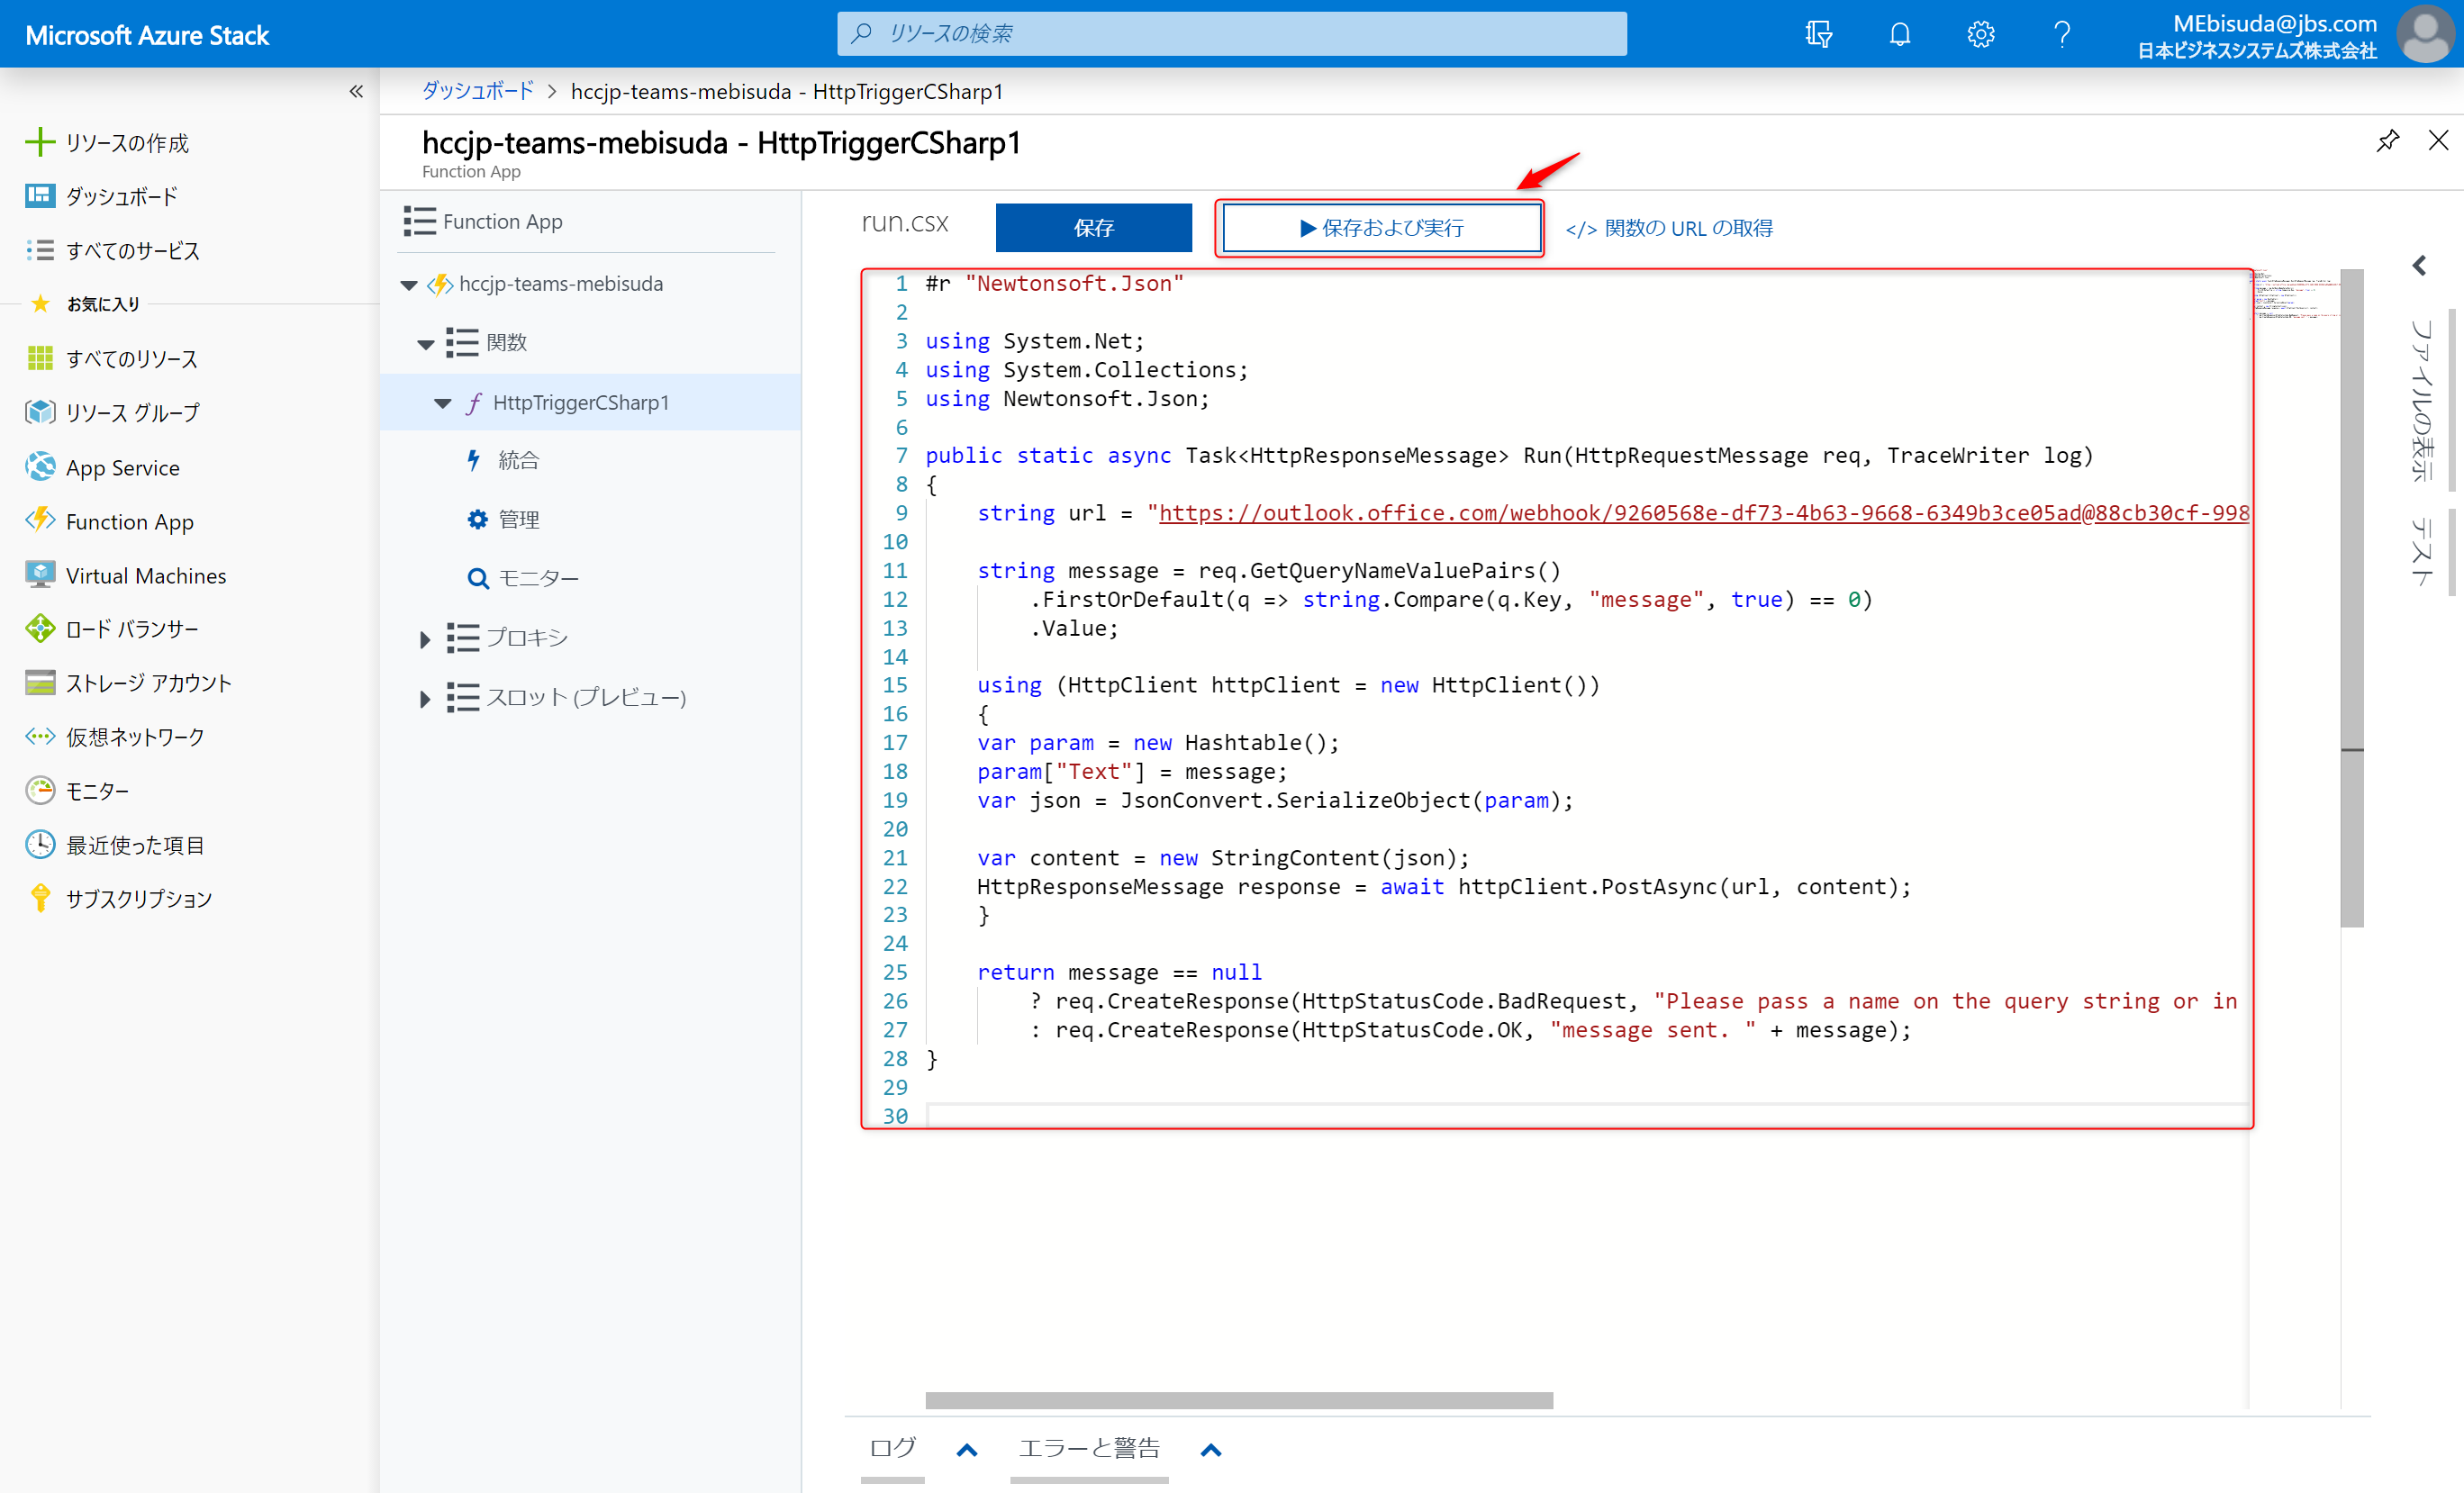 Microsoft Azure Stack
リソースの検索
MEbisuda@jbs.com
日本ビジネスシステムズ株式会社
«
リソースの作成
ダッシュボード
すべてのサービス
お気に入り
すべてのリソース
リソース グループ
App Service
Function App
Virtual Machines
ロード バランサー
ストレージ アカウント
仮想ネットワーク
モニター
最近使った項目
サブスクリプション
ダッシュボード > hccjp-teams-mebisuda - HttpTriggerCSharp1
hccjp-teams-mebisuda - HttpTriggerCSharp1
Function App
Function App
hccjp-teams-mebisuda
関数
HttpTriggerCSharp1
統合
管理
モニター
プロキシ
スロット (プレビュー)
run.csx
保存
▶保存および実行
</> 関数の URL の取得
1 #r "Newtonsoft.Json"
2
3 using System.Net;
4 using System.Collections;
5 using Newtonsoft.Json;
6
7 public static async Task<HttpResponseMessage> Run(HttpRequestMessage req, TraceWriter log)
8 {
9 string url = "https://outlook.office.com/webhook/9260568e-df73-4b63-9668-6349b3ce05ad@88cb30cf-998
10
11 string message = req.GetQueryNameValuePairs()
12 .FirstOrDefault(q => string.Compare(q.Key, "message", true) == 0)
13 .Value;
14
15 using (HttpClient httpClient = new HttpClient())
16 {
17 var param = new Hashtable();
18 param["Text"] = message;
19 var json = JsonConvert.SerializeObject(param);
20
21 var content = new StringContent(json);
22 HttpResponseMessage response = await httpClient.PostAsync(url, content);
23 }
24
25 return message == null
26 ? req.CreateResponse(HttpStatusCode.BadRequest, "Please pass a name on the query string or in
27 : req.CreateResponse(HttpStatusCode.OK, "message sent. " + message);
28 }
29
30
ファイルの表示
テスト
ログ
エラーと警告